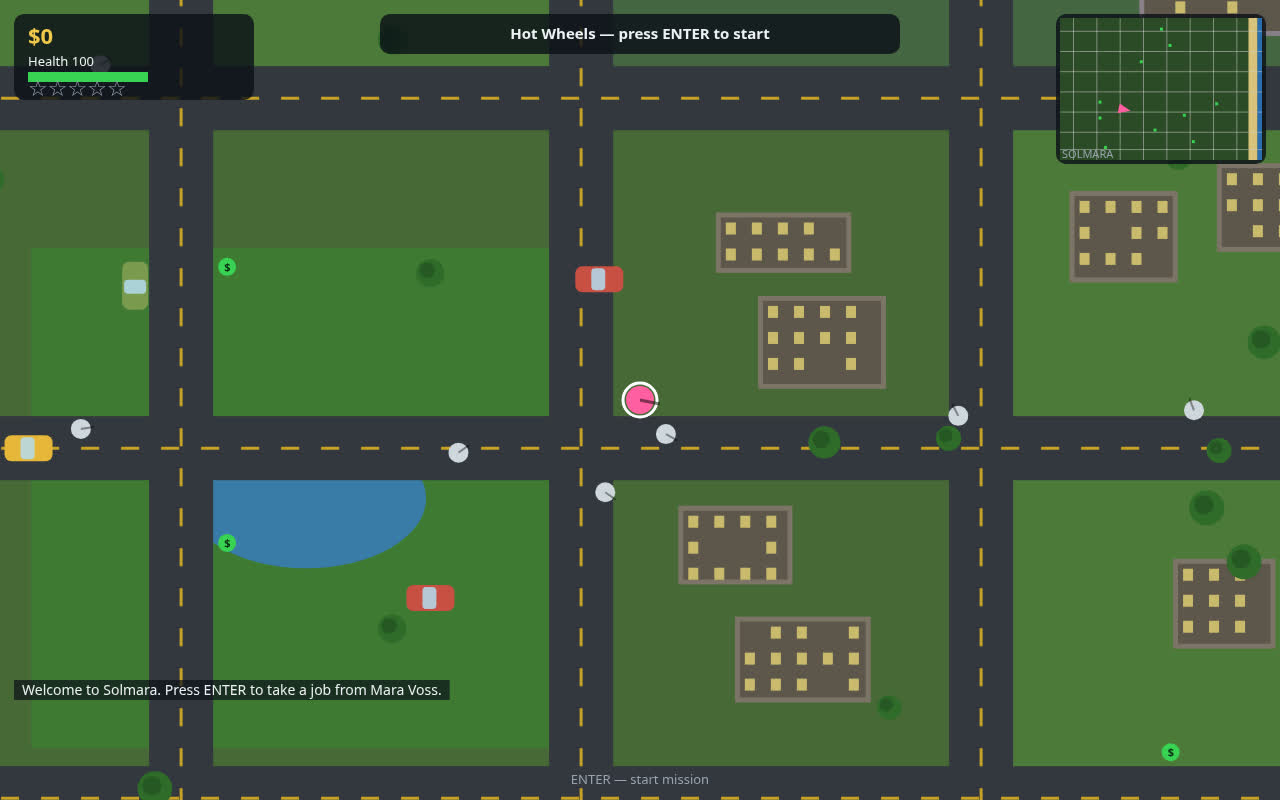 $0
Health 100
☆☆☆☆☆
Hot Wheels — press ENTER to start
SOLMARA
$
$
Welcome to Solmara. Press ENTER to take a job from Mara Voss.
$
ENTER — start mission